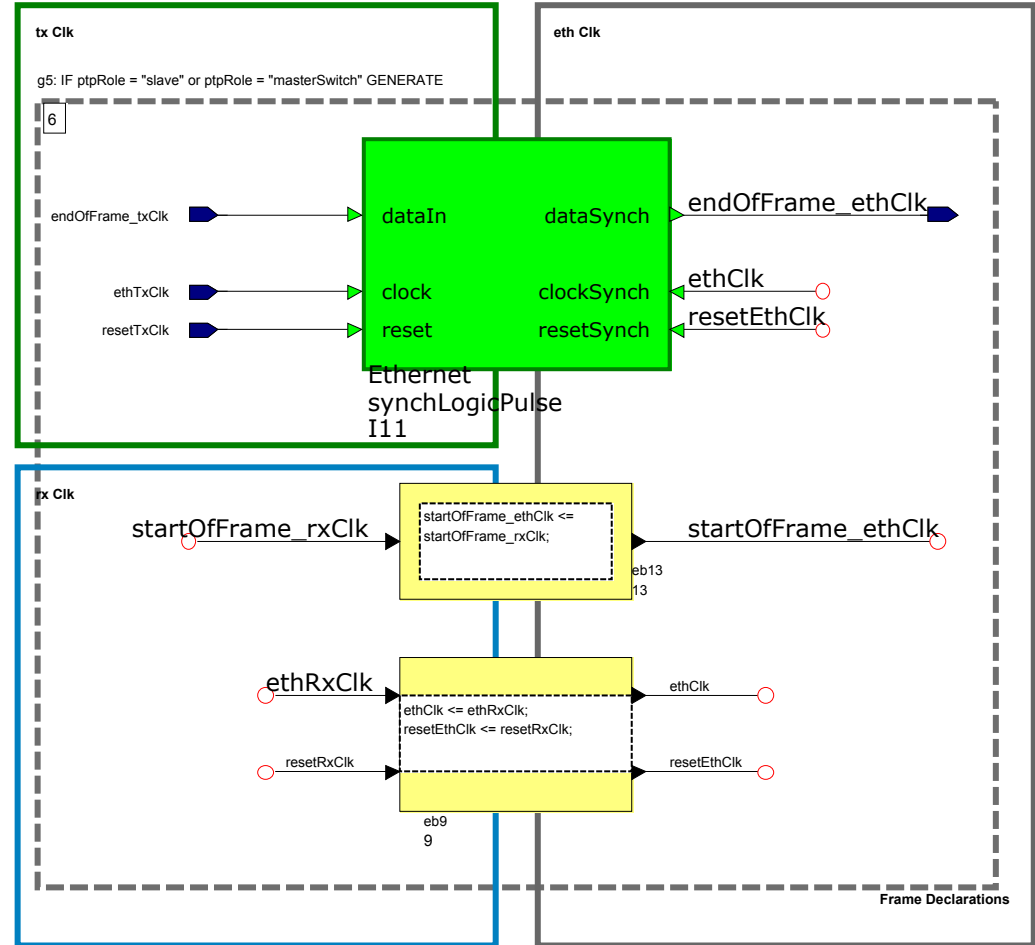 tx Clk
eth Clk
g5: IF ptpRole = "slave" or ptpRole = "masterSwitch" GENERATE
6
endOfFrame_txClk
dataIn
dataSynch
endOfFrame_ethClk
ethTxClk
clock
clockSynch
ethClk
resetTxClk
reset
resetSynch
resetEthClk
Ethernet
synchLogicPulse
I11
rx Clk
startOfFrame_rxClk
startOfFrame_ethClk <=
startOfFrame_rxClk;
startOfFrame_ethClk
eb13
13
ethRxClk
ethClk
ethClk <= ethRxClk;
resetEthClk <= resetRxClk;
resetRxClk
resetEthClk
eb9
9
Frame Declarations